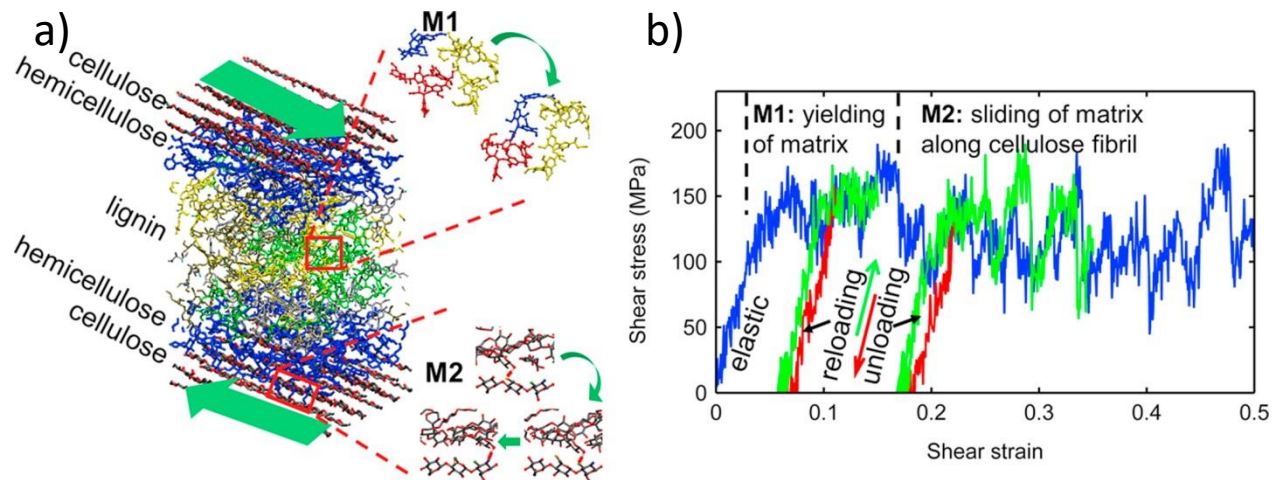 a)
M1
cellulose
hemicellulose
lignin
hemicellulose
cellulose
M2
b)
Shear stress (MPa)
200
150
100
50
0
M1: yielding
of matrix
M2: sliding of matrix
along cellulose fibril
elastic
reloading
unloading
0
0.1
0.2
0.3
0.4
0.5
Shear strain